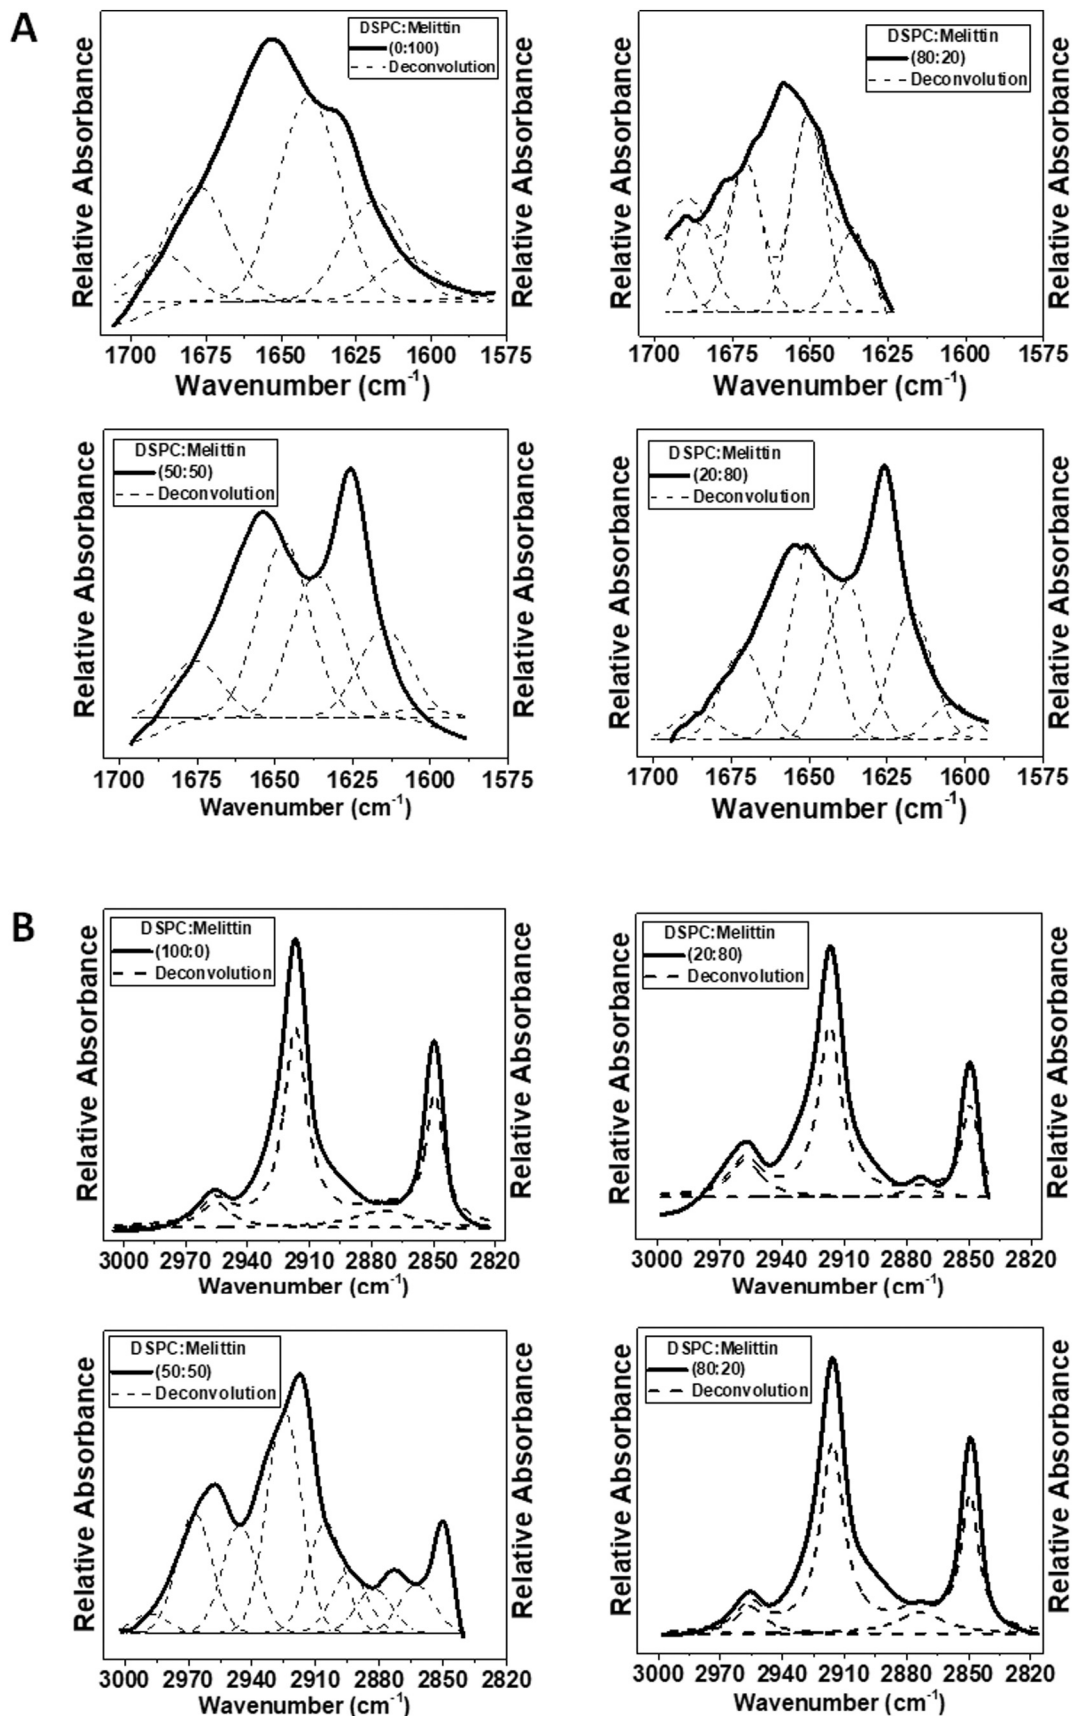 A
DSPC:Melittin
(0:100)
Deconvolution
Relative Absorbance
1700 1675 1650 1625 1600 1575
Wavenumber (cm-1)
Relative Absorbance
DSPC:Melittin
(80:20)
Deconvolution
Relative Absorbance
1700 1675 1650 1625 1600 1575
Wavenumber (cm-1)
DSPC:Melittin
(50:50)
Deconvolution
Relative Absorbance
1700 1675 1650 1625 1600 1575
Wavenumber (cm-1)
Relative Absorbance
DSPC:Melittin
(20:80)
Deconvolution
Relative Absorbance
1700 1675 1650 1625 1600 1575
Wavenumber (cm-1)
Relative Absorbance
B
DSPC:Melittin
(100:0)
Deconvolution
Relative Absorbance
3000 2970 2940 2910 2880 2850 2820
Wavenumber (cm-1)
Relative Absorbance
DSPC:Melittin
(20:80)
Deconvolution
Relative Absorbance
3000 2970 2940 2910 2880 2850 2820
Wavenumber (cm-1)
Relative Absorbance
DSPC:Melittin
(50:50)
Deconvolution
Relative Absorbance
3000 2970 2940 2910 2880 2850 2820
Wavenumber (cm-1)
Relative Absorbance
DSPC:Melittin
(80:20)
Deconvolution
Relative Absorbance
3000 2970 2940 2910 2880 2850 2820
Wavenumber (cm-1)
Relative Absorbance